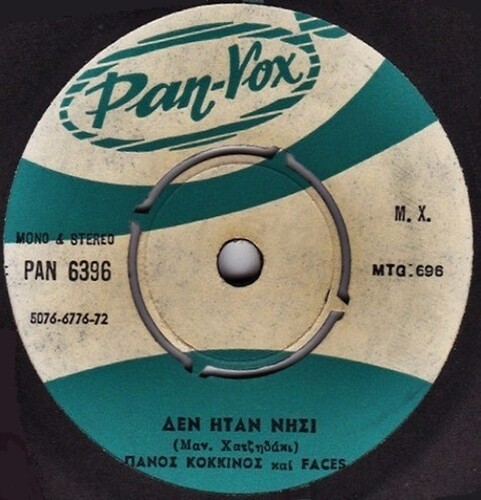 Pan-Vox
M. X.
MONO & STEREO
PAN 6396
MTG.696
5076-6776-72
ΔΕΝ ΗΤΑΝ ΝΗΣΙ
(Μαν. Χατζηδάκι)
ΠΑΝΟΣ ΚΟΚΚΙΝΟΣ καί FACES